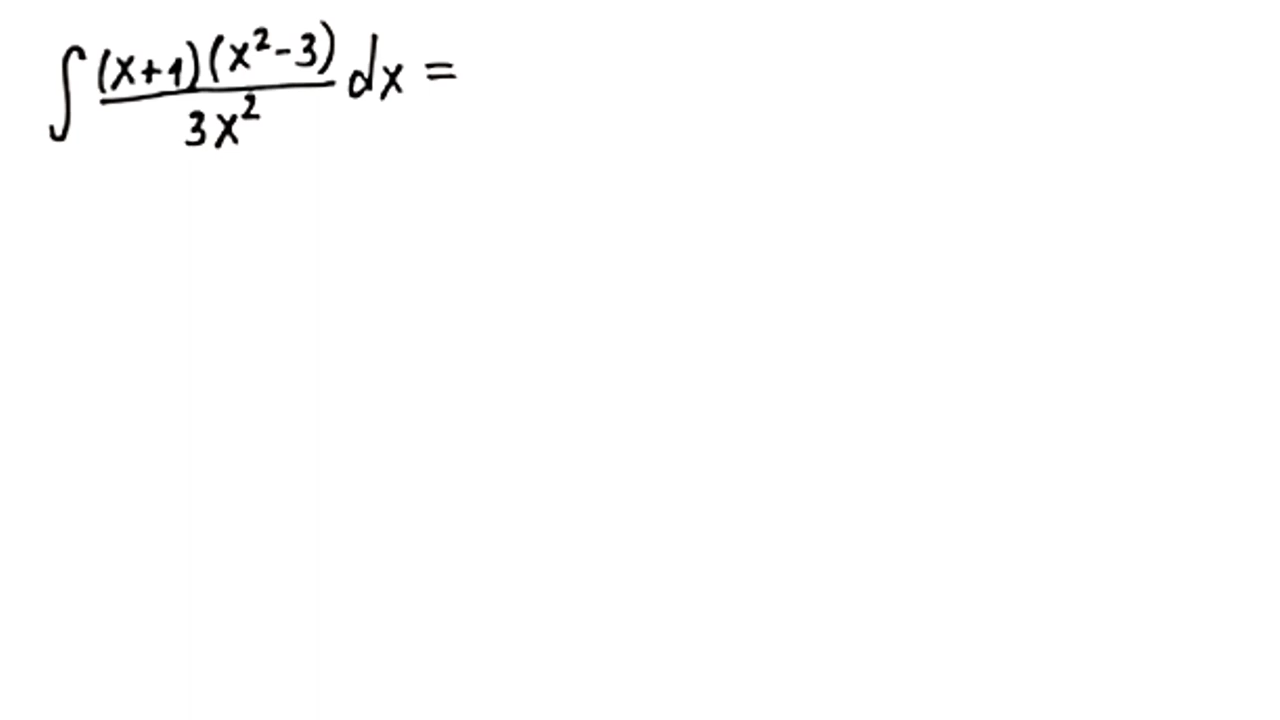 ∫ (x+1)(x²-3) / 3x² dx =